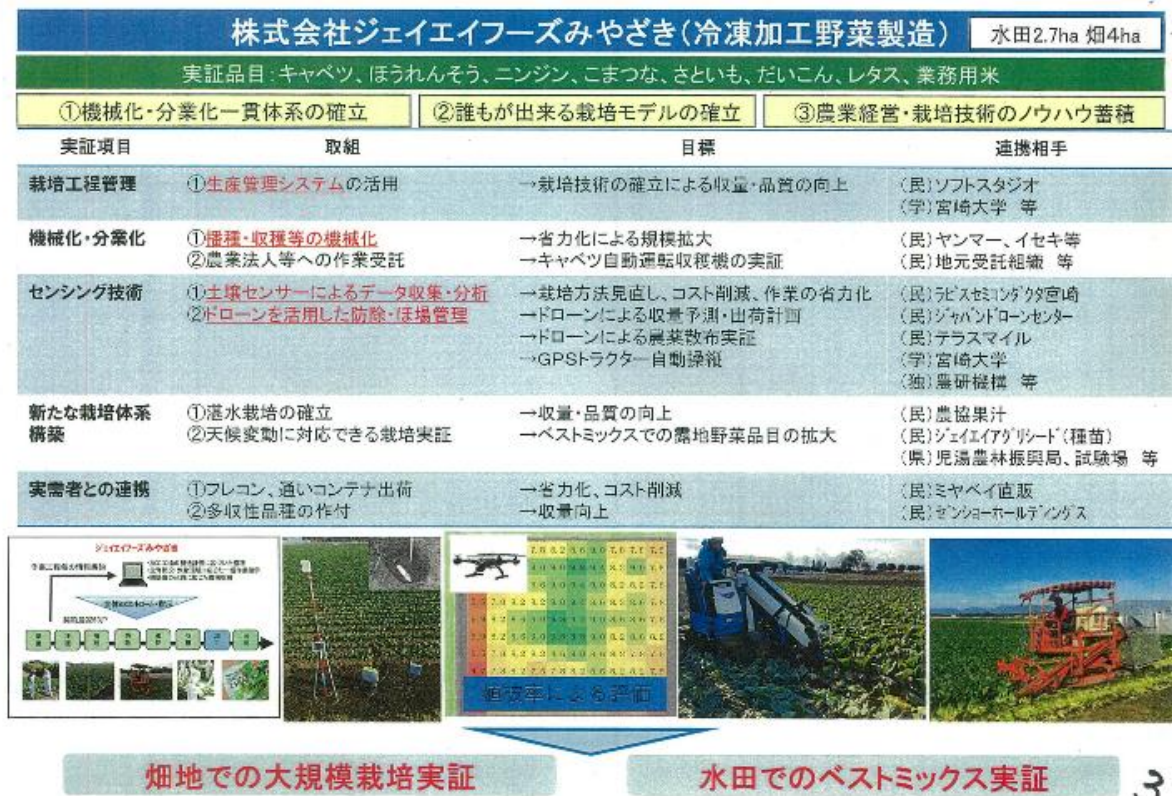 株式会社ジェイエイフーズみやざき(冷凍加工野菜製造)
水田2.7ha 畑4ha
実証品目:キャベツ、ほうれんそう、ニンジン、こまつな、さといも、だいこん、レタス、業務用米
①機械化・分業化一貫体系の確立
②誰もが出来る栽培モデルの確立
③農業経営・栽培技術のノウハウ蓄積
実証項目 取組 目標 連携相手
栽培工程管理 ①生産管理システムの活用 →栽培技術の確立による収量・品質の向上 (民)ソフトスタジオ
(学)宮崎大学 等
機械化・分業化 ①播種・収穫等の機械化 →省力化による規模拡大 (民)ヤンマー、イセキ等
②農業法人等への作業受託 →キャベツ自動運転収穫機の実証 (民)地元受託組織 等
センシング技術 ①土壌センサーによるデータ収集・分析 →栽培方法見直し、コスト削減、作業の省力化 (民)ラピスセミコンダクタ宮崎
②ドローンを活用した防除・ほ場管理 →ドローンによる収量予測・出荷計画 (民)ジャパンドローンセンター
→ドローンによる農薬散布実証 (民)テラスマイル
→GPSトラクター自動操縦 (学)宮崎大学
(独)農研機構 等
新たな栽培体系 ①湛水栽培の確立 →収量・品質の向上 (民)農協果汁
構築 ②天候変動に対応できる栽培実証 →ベストミックスでの露地野菜品目の拡大 (民)ジェイエイアグリシード(種苗)
(県)児湯農林振興局、試験場 等
実需者との連携 ①フレコン、通いコンテナ出荷 →省力化、コスト削減 (民)ミヤベイ直販
②多収性品種の作付 →収量向上 (民)ゼンショーホールディングス
ジェイエイフーズみやざき
植被率による評価
畑地での大規模栽培実証
水田でのベストミックス実証
3